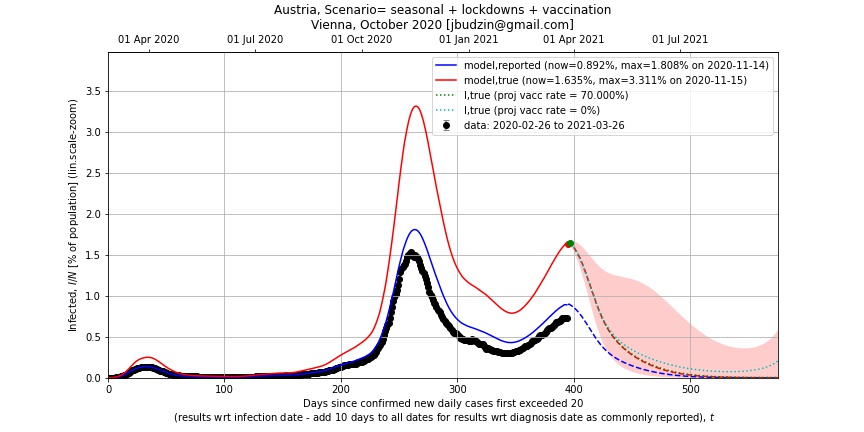 Austria, Scenario= seasonal + lockdowns + vaccination
Vienna, October 2020 [jbudzin@gmail.com]
01 Apr 2020 01 Jul 2020 01 Oct 2020 01 Jan 2021 01 Apr 2021 01 Jul 2021
model,reported (now=0.892%, max=1.808% on 2020-11-14)
model,true (now=1.635%, max=3.311% on 2020-11-15)
I,true (proj vacc rate = 70.000%)
I,true (proj vacc rate = 0%)
data: 2020-02-26 to 2021-03-26
Infected, I/N [% of population] (lin.scale-zoom)
3.5
3.0
2.5
2.0
1.5
1.0
0.5
0.0
0 100 200 300 400 500
Days since confirmed new daily cases first exceeded 20
(results wrt infection date - add 10 days to all dates for results wrt diagnosis date as commonly reported), t